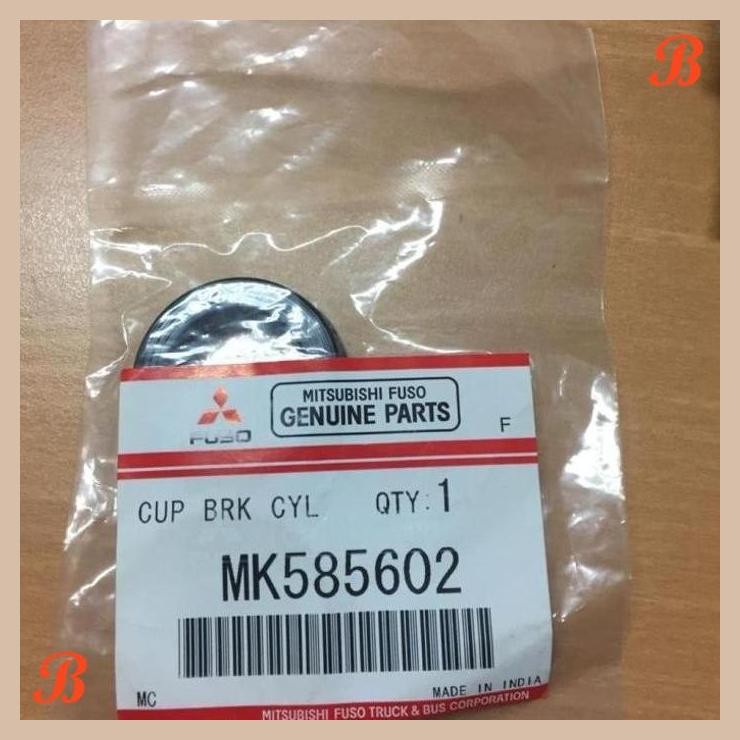 B
MITSUBISHI FUSO
GENUINE PARTS
FUSO
F
CUP BRK CYL QTY:1
MK585602
MC
MADE IN INDIA
MITSUBISHI FUSO TRUCK & BUS CORPORATION
B